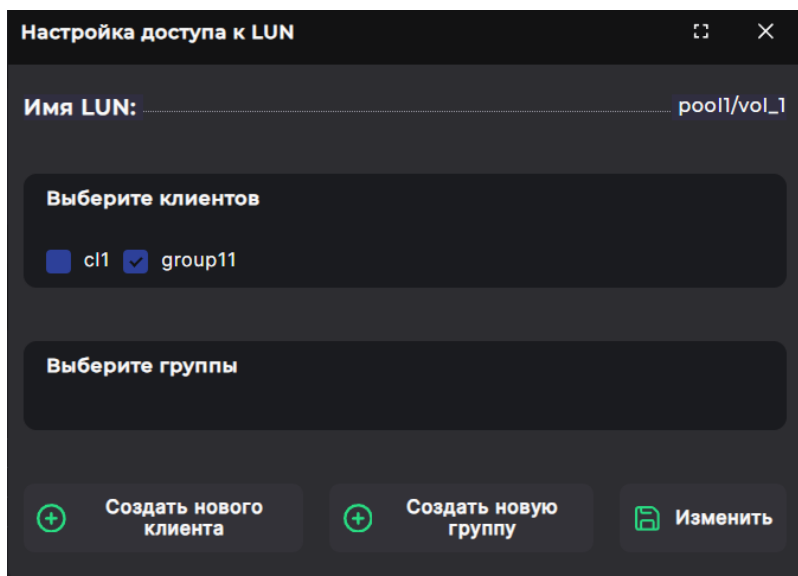 Настройка доступа к LUN
Имя LUN: pool1/vol_1
Выберите клиентов
cl1 group11
Выберите группы
Создать нового
клиента
Создать новую
группу
Изменить